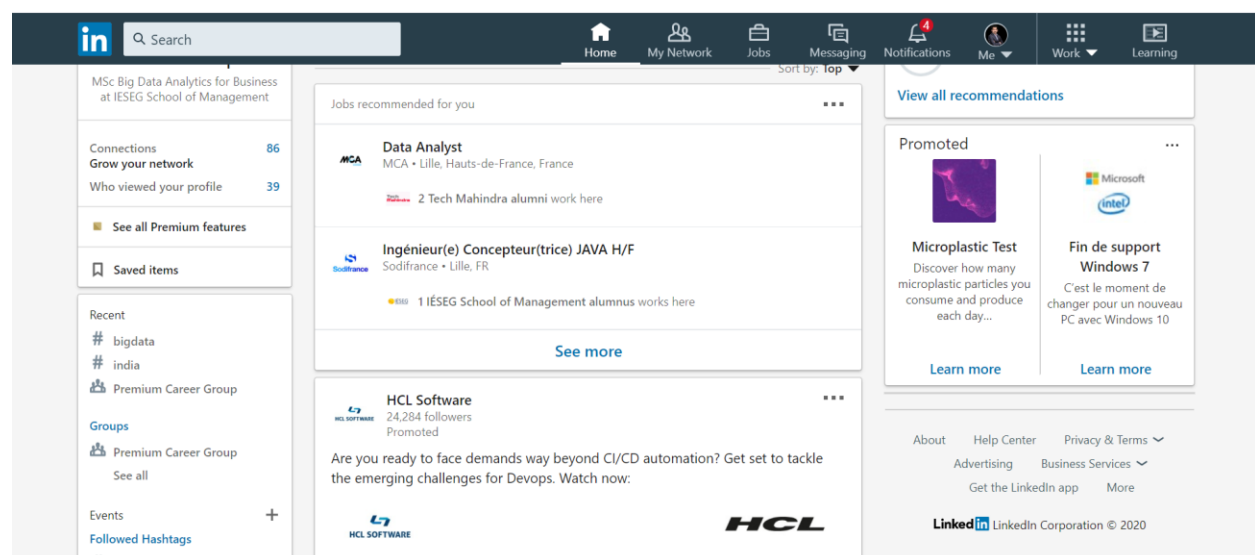 in
Search
Home
My Network
Jobs
Messaging
4
Notifications
Me
Work
Learning
MSc Big Data Analytics for Business
at IESEG School of Management
Connections 86
Grow your network
Who viewed your profile 39
See all Premium features
Saved items
Recent
# bigdata
# india
Premium Career Group
Groups
Premium Career Group
See all
Events +
Followed Hashtags
Sort by: Top
Jobs recommended for you
MCA
Data Analyst
MCA • Lille, Hauts-de-France, France
2 Tech Mahindra alumni work here
Sodifrance
Ingénieur(e) Concepteur(trice) JAVA H/F
Sodifrance • Lille, FR
1 IÉSEG School of Management alumnus works here
See more
HCL SOFTWARE
HCL Software
24,284 followers
Promoted
Are you ready to face demands way beyond CI/CD automation? Get set to tackle
the emerging challenges for Devops. Watch now:
HCL SOFTWARE
HCL
View all recommendations
Promoted
Microplastic Test
Discover how many
microplastic particles you
consume and produce
each day...
Learn more
Microsoft
intel
Fin de support
Windows 7
C'est le moment de
changer pour un nouveau
PC avec Windows 10
Learn more
About Help Center Privacy & Terms
Advertising Business Services
Get the LinkedIn app More
Linked in LinkedIn Corporation © 2020